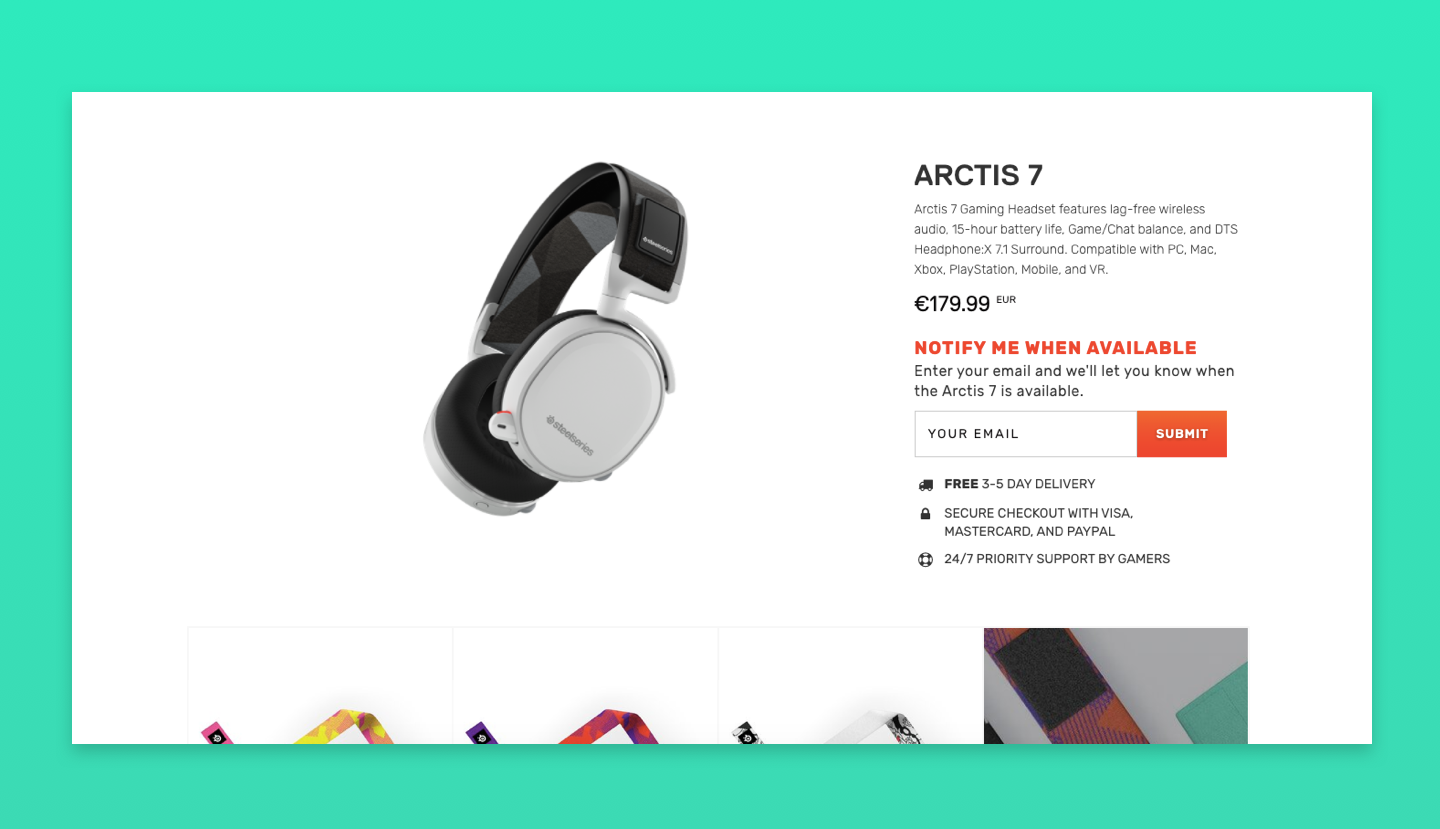 steelseries
steelseries
ARCTIS 7
Arctis 7 Gaming Headset features lag-free wireless
audio, 15-hour battery life, Game/Chat balance, and DTS
Headphone:X 7.1 Surround. Compatible with PC, Mac,
Xbox, PlayStation, Mobile, and VR.
€179.99 EUR
NOTIFY ME WHEN AVAILABLE
Enter your email and we'll let you know when
the Arctis 7 is available.
YOUR EMAIL
SUBMIT
FREE 3-5 DAY DELIVERY
SECURE CHECKOUT WITH VISA,
MASTERCARD, AND PAYPAL
24/7 PRIORITY SUPPORT BY GAMERS